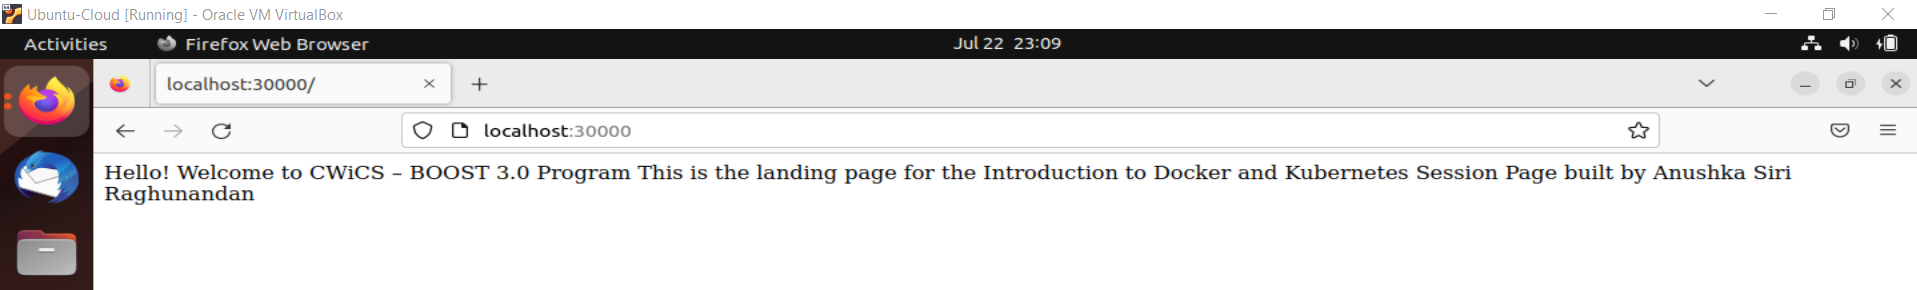 Ubuntu-Cloud [Running] - Oracle VM VirtualBox
Activities Firefox Web Browser Jul 22 23:09
localhost:30000/
localhost:30000
Hello! Welcome to CWiCS – BOOST 3.0 Program This is the landing page for the Introduction to Docker and Kubernetes Session Page built by Anushka Siri
Raghunandan